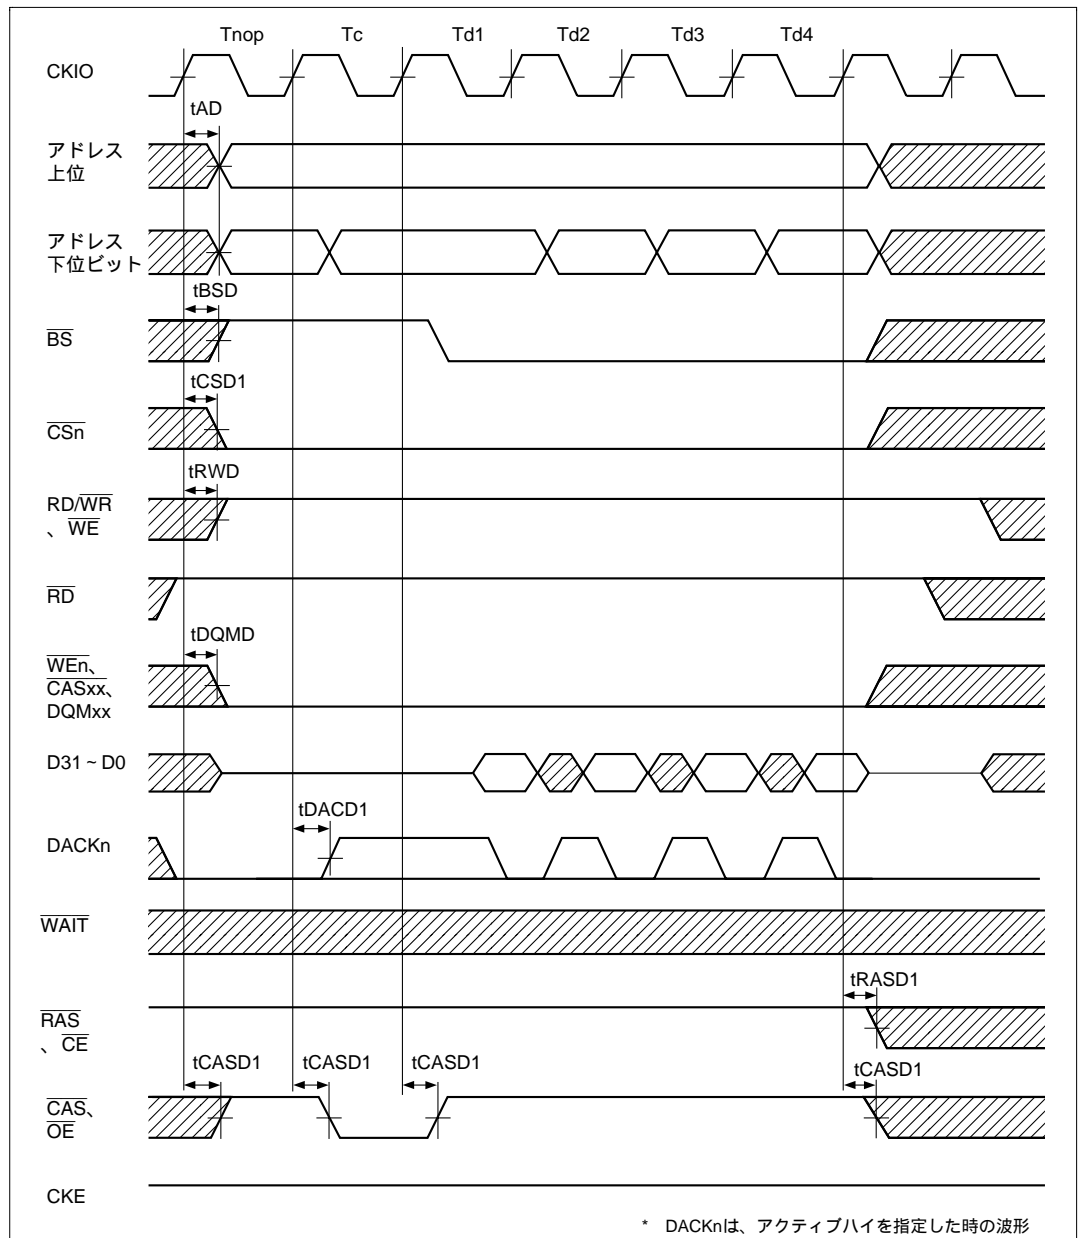 Tnop Tc Td1 Td2 Td3 Td4
CKIO
tAD
アドレス
上位
アドレス
下位ビット
tBSD
BS
tCSD1
CSn
tRWD
RD/WR
、WE
RD
tDQMD
WEn、
CASxx、
DQMxx
D31 ~ D0
tDACD1
DACKn
WAIT
tRASD1
RAS
、CE
tCASD1 tCASD1 tCASD1 tCASD1
CAS、
OE
CKE
* DACKnは、アクティブハイを指定した時の波形